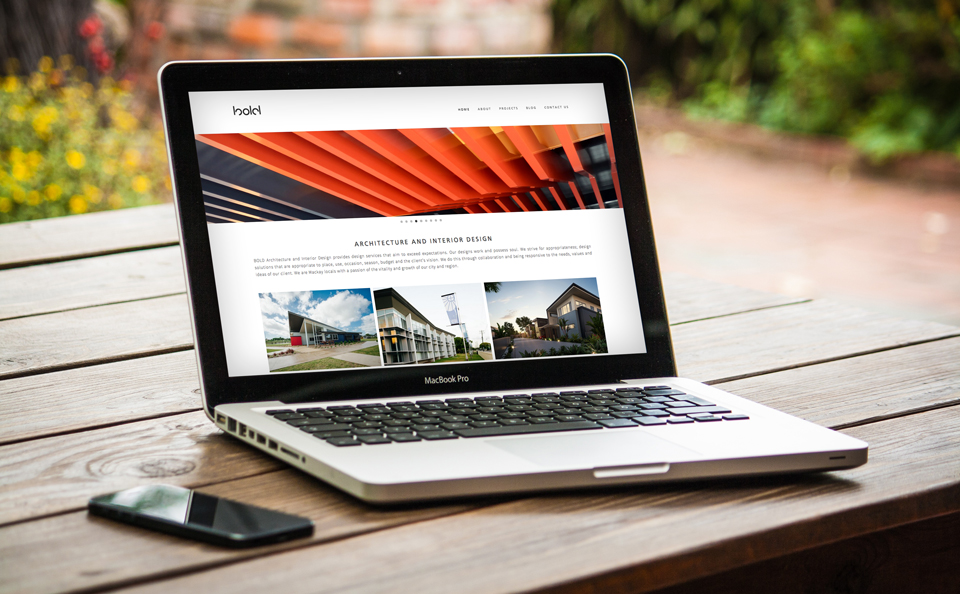 bold
HOME ABOUT PROJECTS BLOG CONTACT US
ARCHITECTURE AND INTERIOR DESIGN
BOLD Architecture and Interior Design provides design services that aim to exceed expectations. Our designs work and possess soul. We strive for appropriateness, design
solutions that are appropriate to place, use, occasion, season, budget and the client's vision. We do this through collaboration and being responsive to the needs, values and
ideas of our client. We are Mackay locals with a passion of the vitality and growth of our city and region.
MacBook Pro